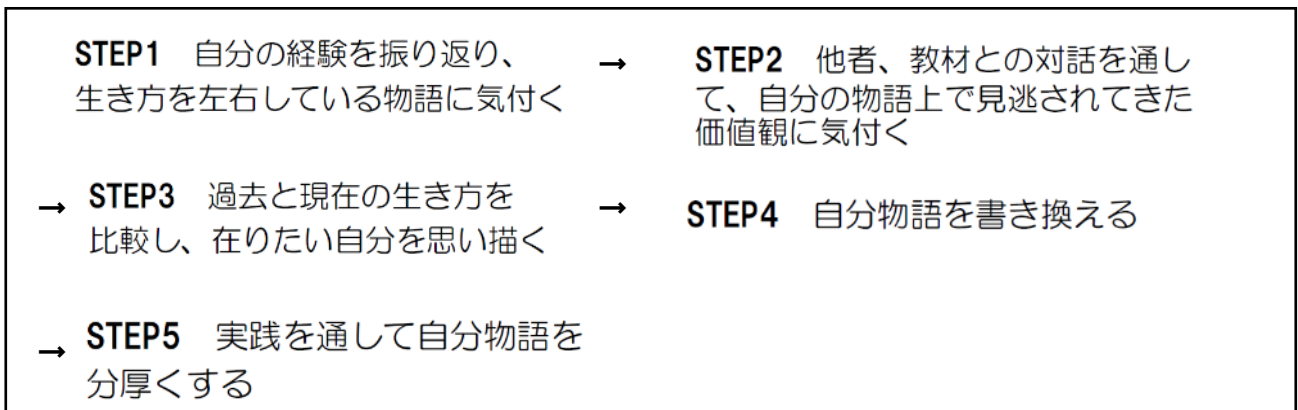 STEP1 自分の経験を振り返り、
生き方を左右している物語に気付く
→
STEP2 他者、教材との対話を通し
て、自分の物語上で見逃されてきた
価値観に気付く
→ STEP3 過去と現在の生き方を
比較し、在りたい自分を思い描く
→
STEP4 自分物語を書き換える
→ STEP5 実践を通して自分物語を
分厚くする